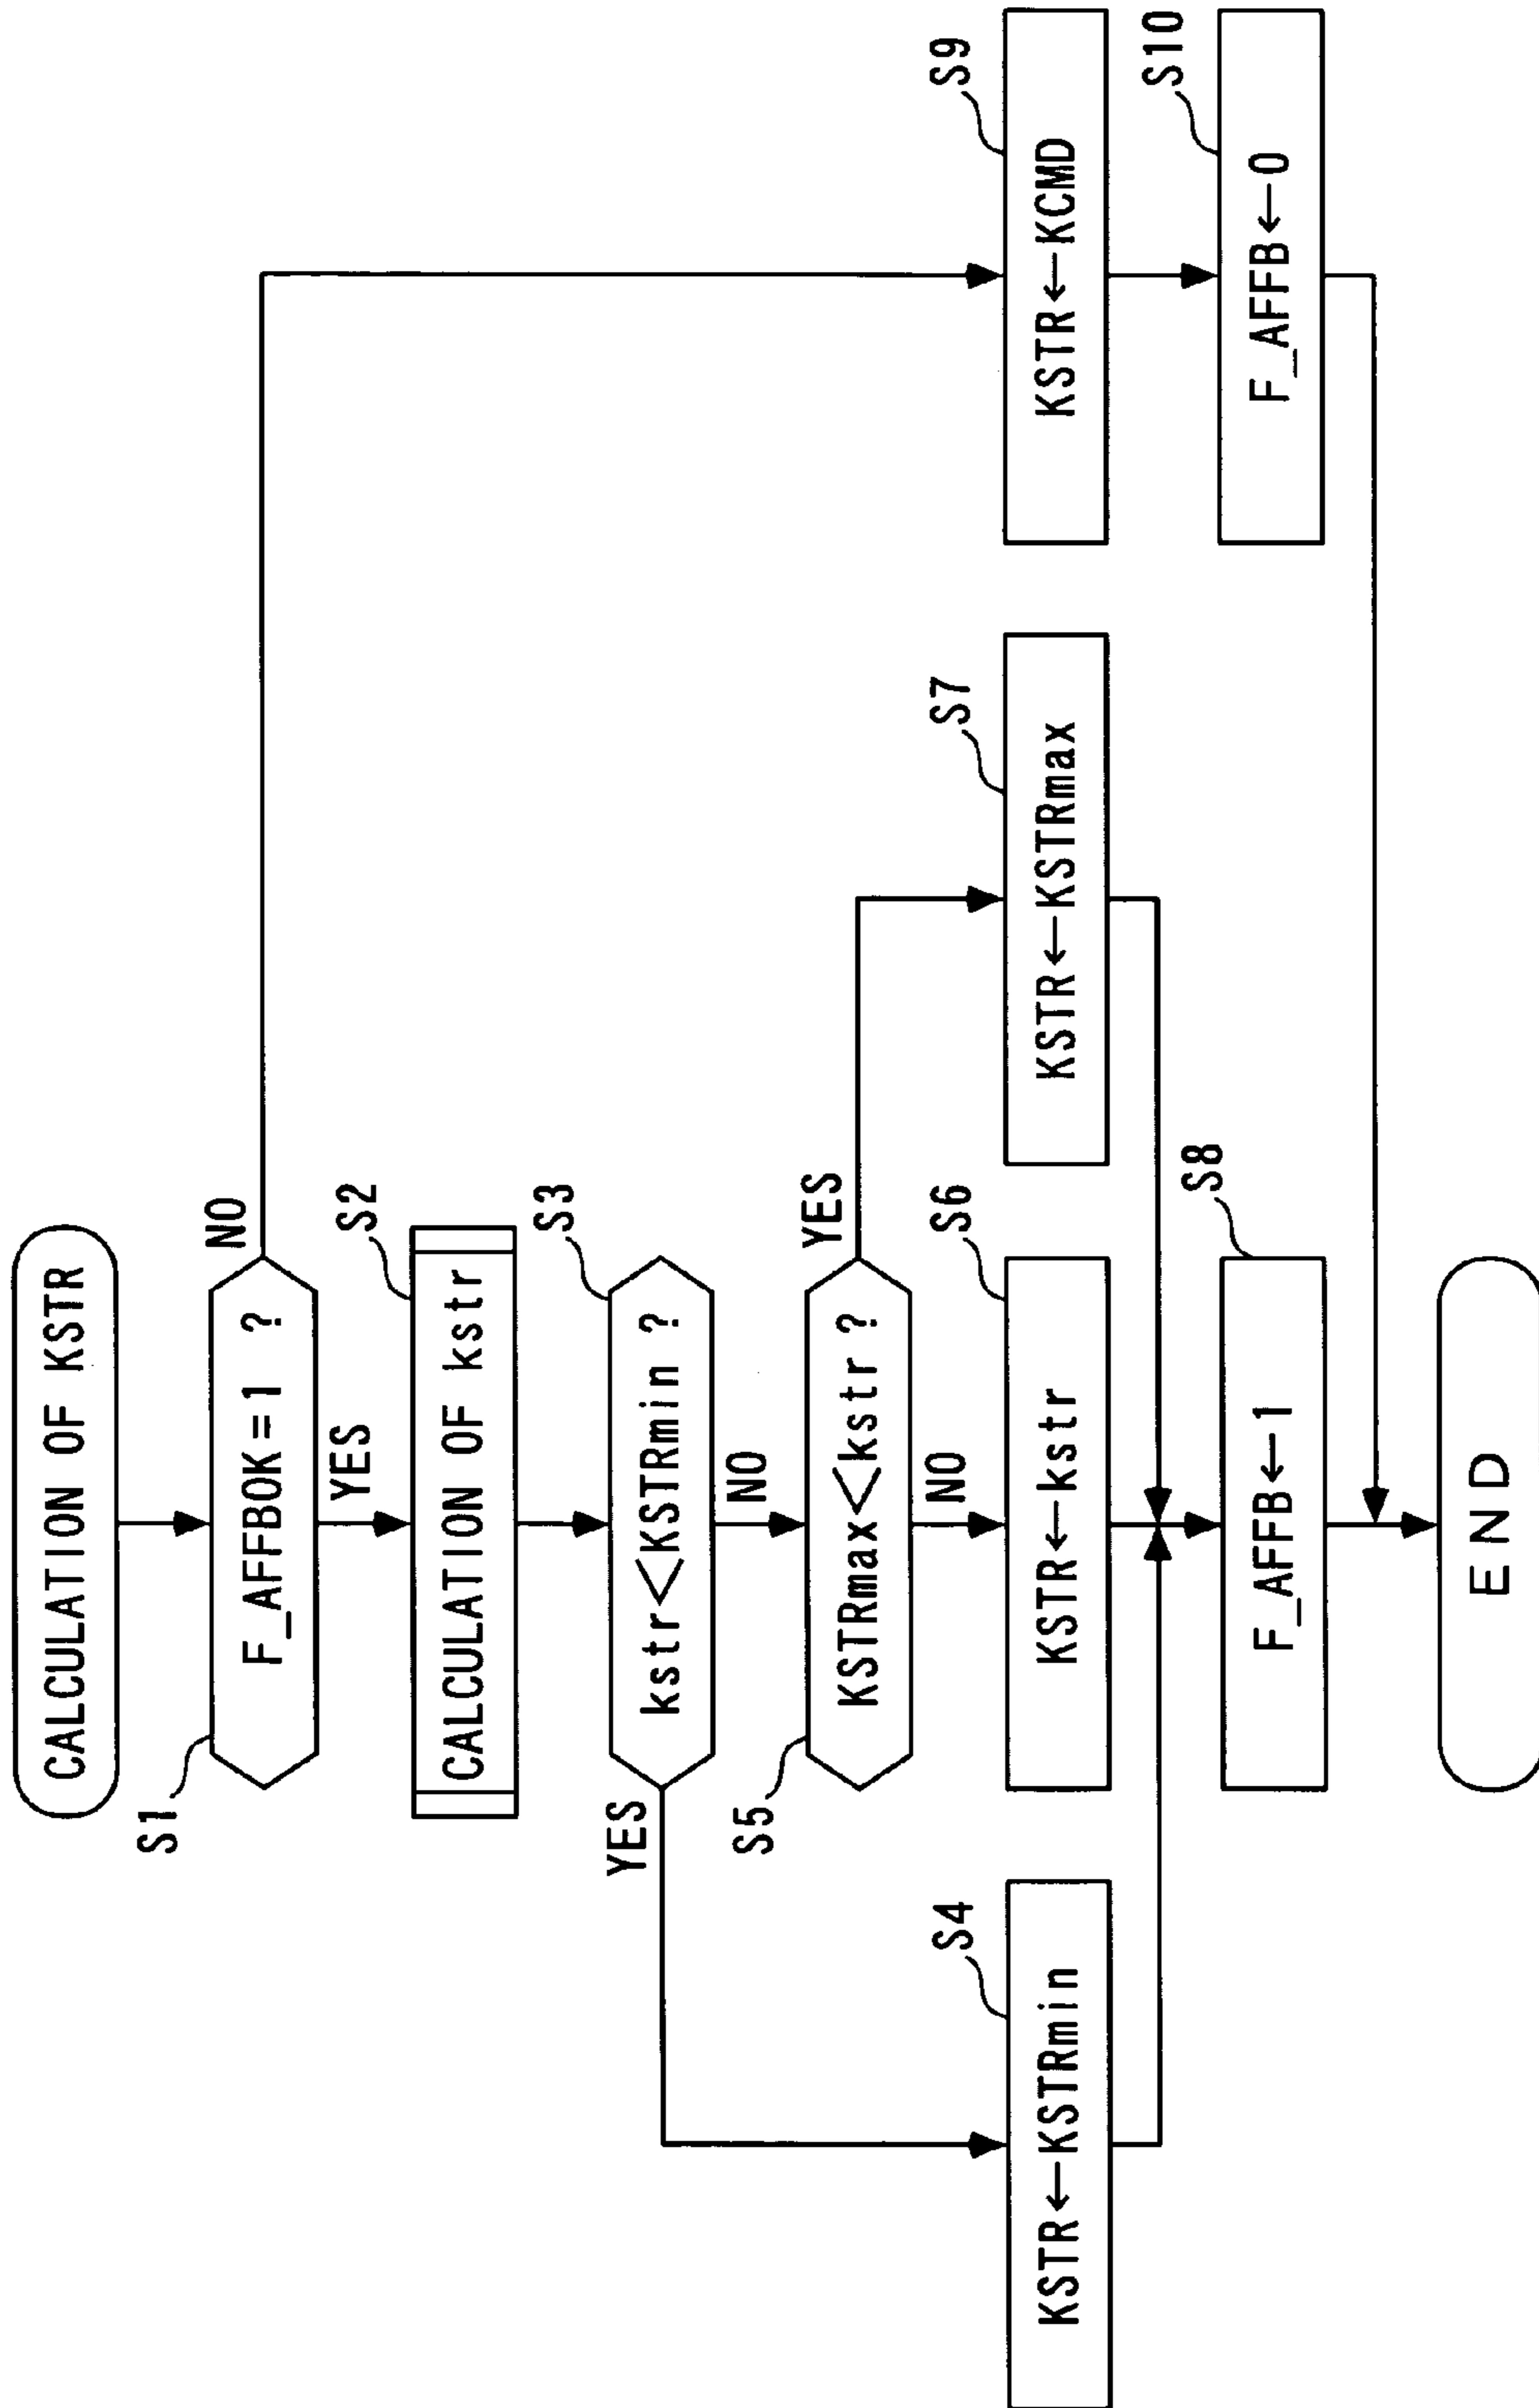 CALCULATION OF KSTR
S1
F_AFFBOK=1 ?
NO
YES
S2
CALCULATION OF kstr
S3
kstr<KSTRmin ?
YES
NO
S5
KSTRmax<kstr ?
YES
NO
S4
KSTR←KSTRmin
S6
KSTR←kstr
S7
KSTR←KSTRmax
S9
KSTR←KCMD
S8
F_AFFB←1
S10
F_AFFB←0
END